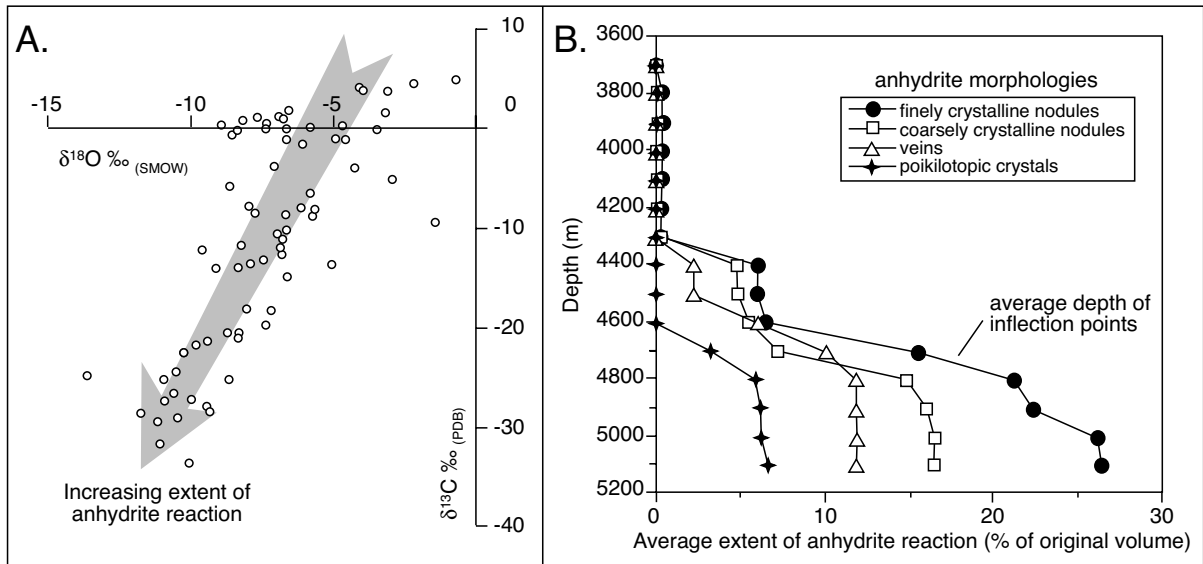 A.
10
-15
-10
-5
0
δ18O ‰ (SMOW)
-10
-20
-30
-40
δ13C ‰ (PDB)
Increasing extent of
anhydrite reaction
B.
3600
3800
4000
4200
4400
4600
4800
5000
5200
Depth (m)
anhydrite morphologies
finely crystalline nodules
coarsely crystalline nodules
veins
poikilotopic crystals
average depth of
inflection points
0
10
20
30
Average extent of anhydrite reaction (% of original volume)